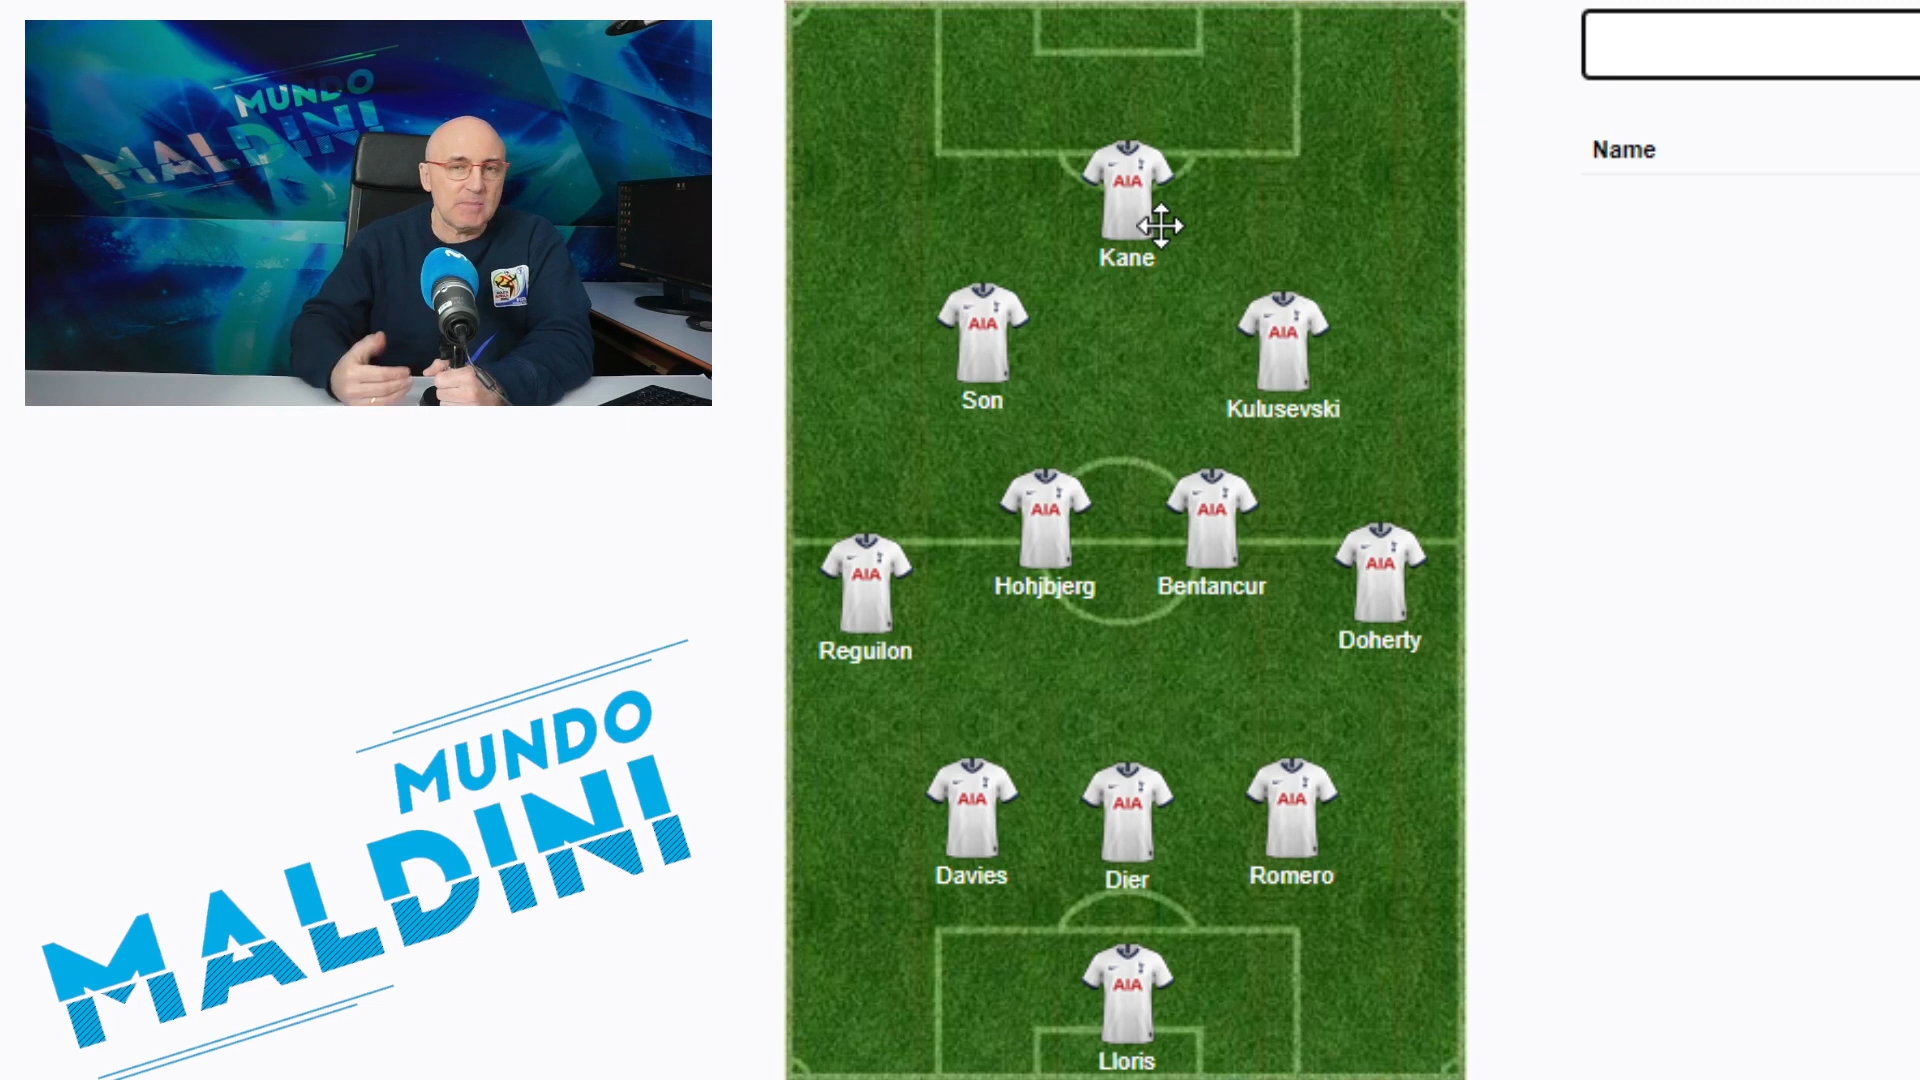 MUNDO
MALDINI
Name
AIA
Kane
AIA
Son
AIA
Kulusevski
AIA
Hohjbjerg
AIA
Bentancur
AIA
Reguilon
AIA
Doherty
MUNDO
MALDINI
AIA
Davies
AIA
Dier
AIA
Romero
AIA
Lloris